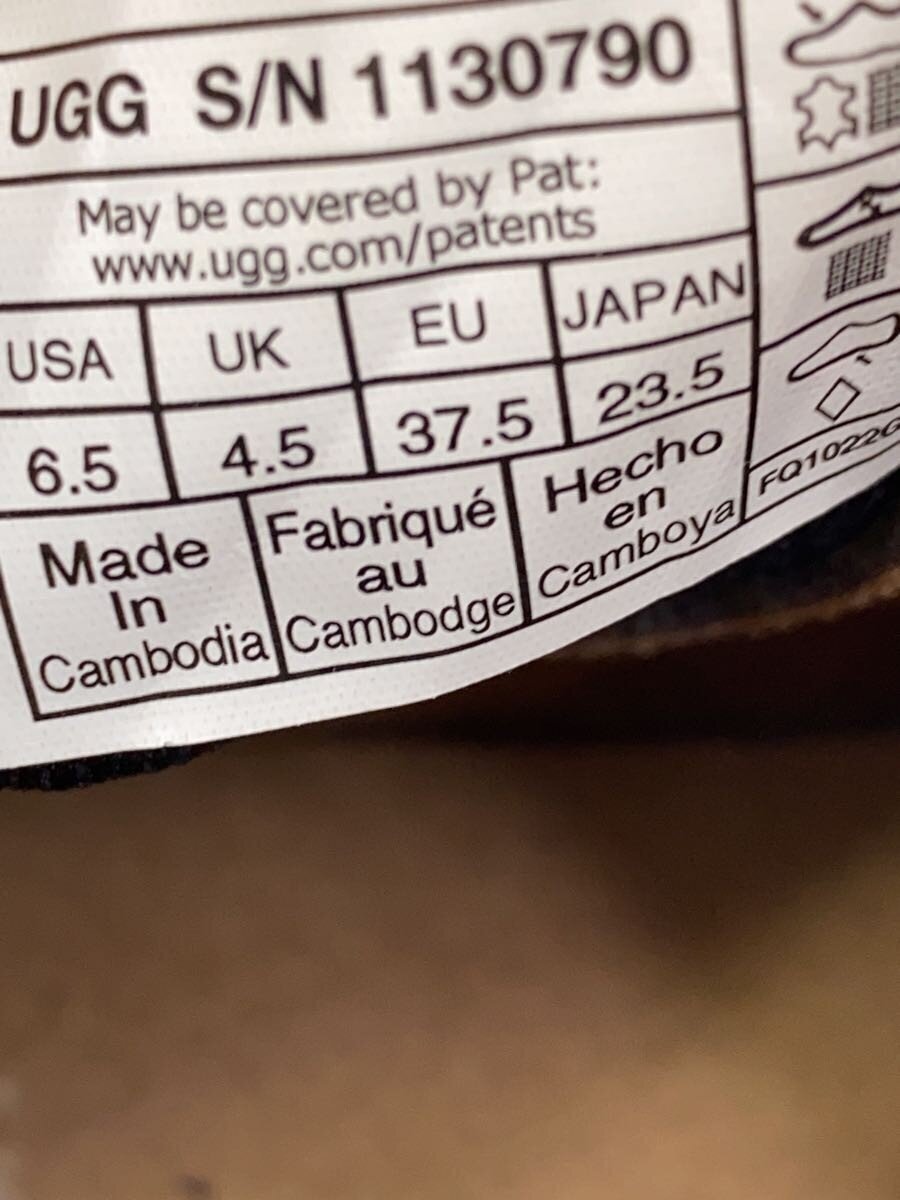 UGG S/N 1130790
May be covered by Pat:
www.ugg.com/patents
USA UK EU JAPAN
6.5 4.5 37.5 23.5
Made
In
Cambodia
Fabriqué
au
Cambodge
Hecho
en
Camboya
FQ1022G